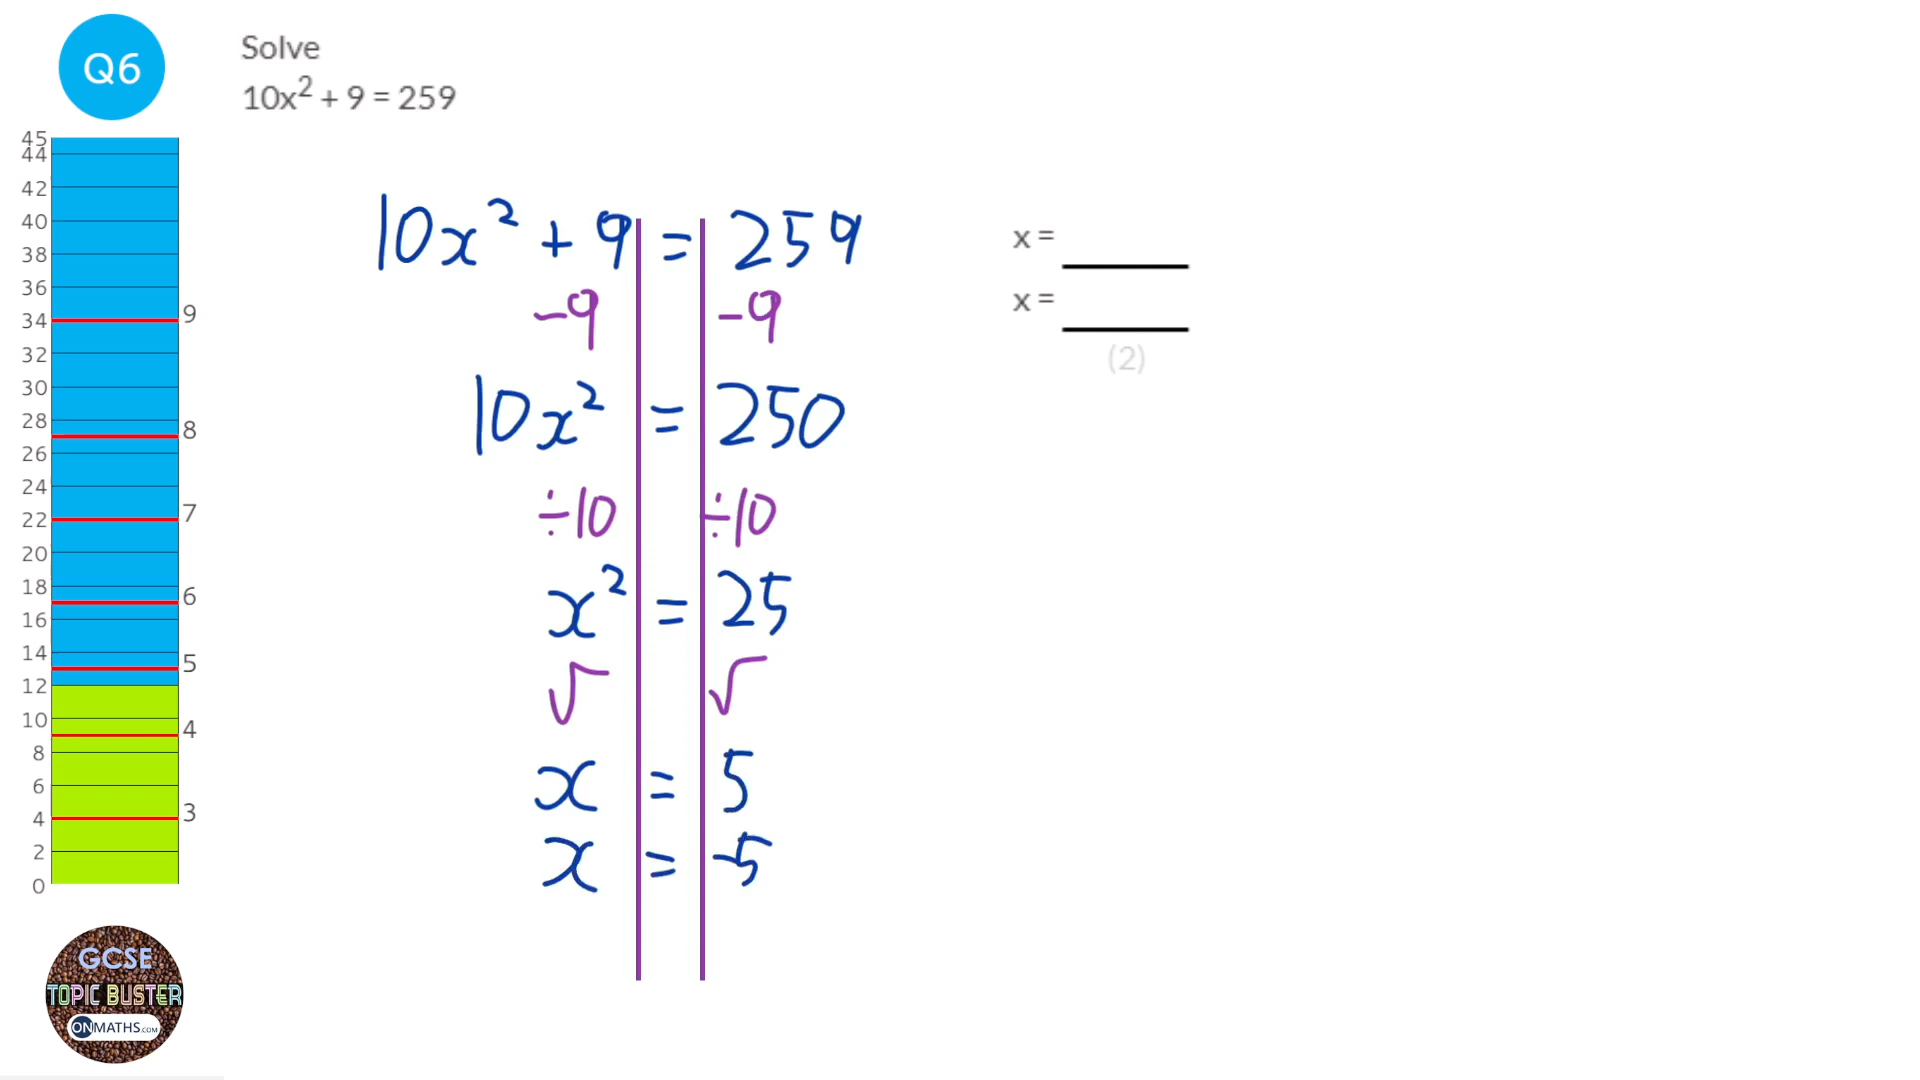 Q6
Solve
10x² + 9 = 259
45
44
42
40
38
36
34
32
30
28
26
24
22
20
18
16
14
12
10
8
6
4
2
0
9
8
7
6
5
4
3
10x² + 9 = 259
-9 -9
10x² = 250
÷10 ÷10
x² = 25
√ √
x = 5
x = -5
x =
x =
(2)
GCSE
TOPIC BUSTER
ONMATHS.COM